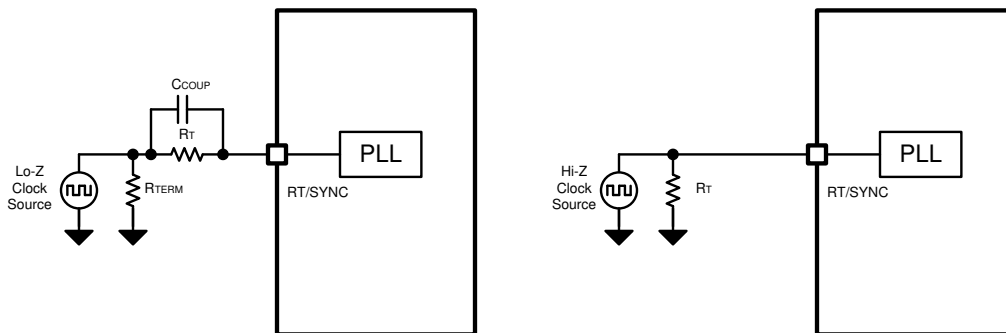 CCOUP
RT
PLL
Lo-Z
Clock
Source
RTERM
RT/SYNC
Hi-Z
Clock
Source
RT
PLL
RT/SYNC